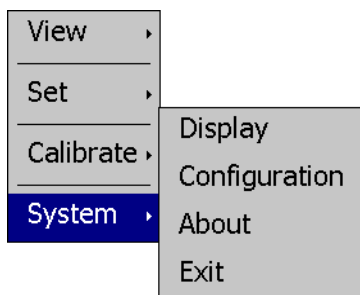 View
Set
Calibrate
System
Display
Configuration
About
Exit